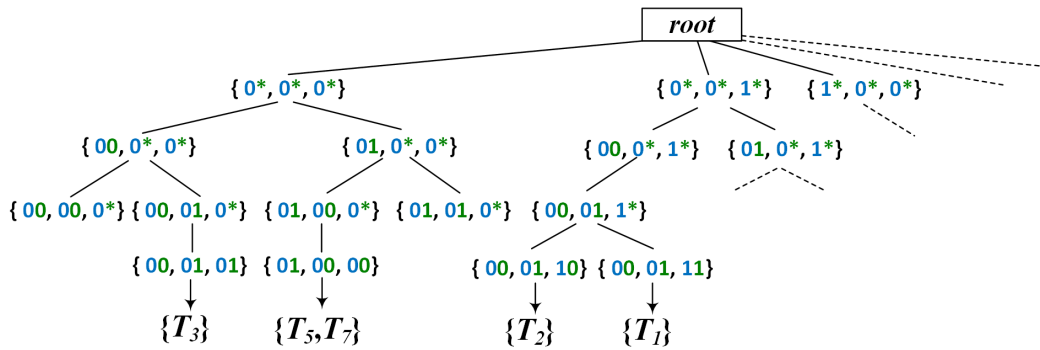 root
{ 0*, 0*, 0*} { 0*, 0*, 1*} { 1*, 0*, 0*}
{ 00, 0*, 0*} { 01, 0*, 0*} { 00, 0*, 1*} { 01, 0*, 1*}
{ 00, 00, 0*} { 00, 01, 0*} { 01, 00, 0*} { 01, 01, 0*} { 00, 01, 1*}
{ 00, 01, 01} { 01, 00, 00} { 00, 01, 10} { 00, 01, 11}
{T₃} {T₅,T₇} {T₂} {T₁}